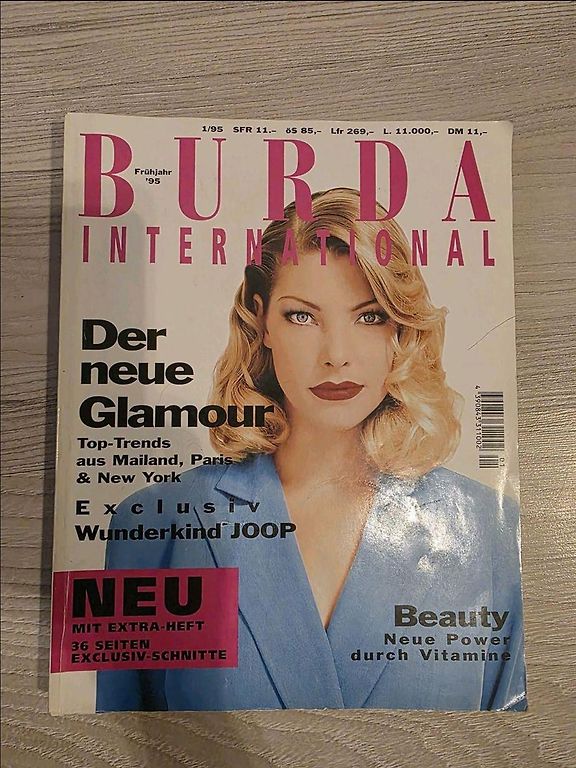 1/95 SFR 11.- öS 85,- Lfr 269,- L. 11.000,- DM 11,-
BURDA
Frühjahr
'95
INTERNATIONAL
Der
neue
Glamour
Top-Trends
aus Mailand, Paris
& New York
Exclusiv
Wunderkind JOOP
NEU
MIT EXTRA-HEFT
36 SEITEN
EXCLUSIV-SCHNITTE
Beauty
Neue Power
durch Vitamine